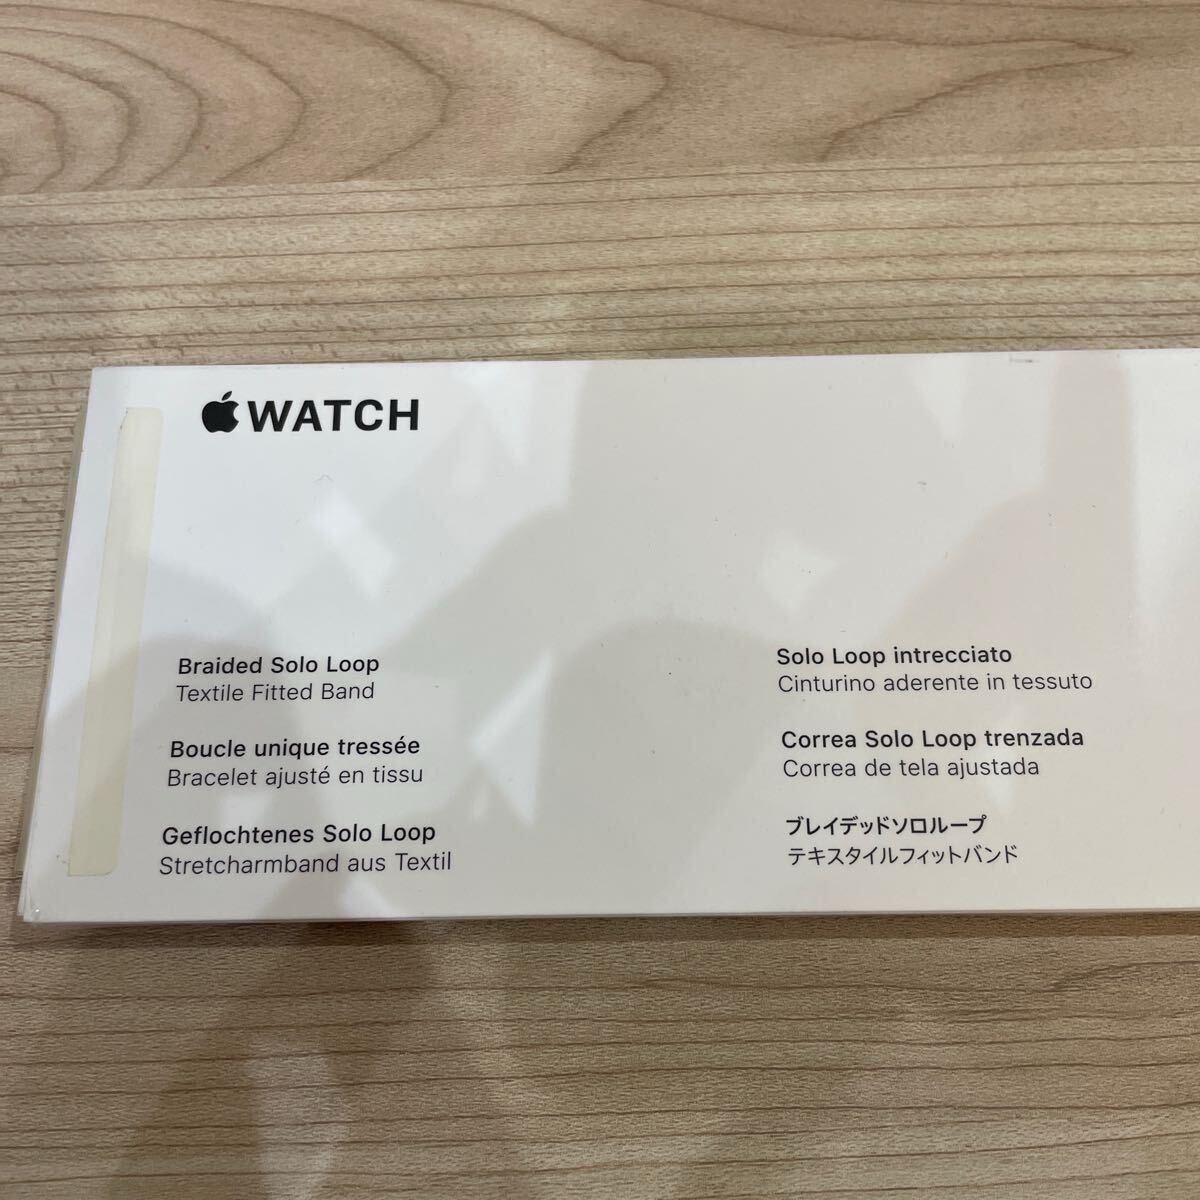 WATCH
Braided Solo Loop
Textile Fitted Band
Boucle unique tressée
Bracelet ajusté en tissu
Geflochtenes Solo Loop
Stretcharmband aus Textil
Solo Loop intrecciato
Cinturino aderente in tessuto
Correa Solo Loop trenzada
Correa de tela ajustada
ブレイデッドソロループ
テキスタイルフィットバンド